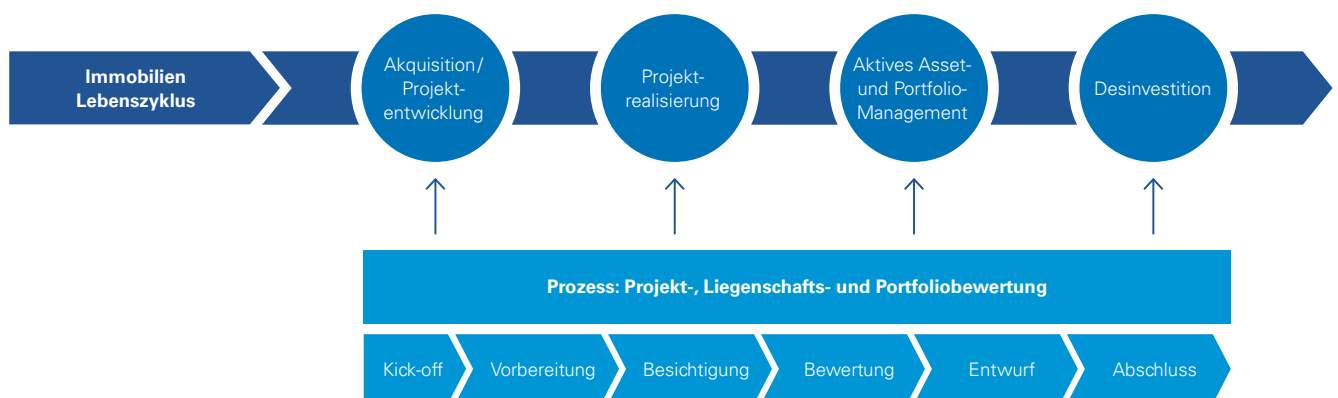 Immobilien
Lebenszyklus
Akquisition/
Projekt-
entwicklung
Projekt-
realisierung
Aktives Asset-
und Portfolio-
Management
Desinvestition
Prozess: Projekt-, Liegenschafts- und Portfoliobewertung
Kick-off
Vorbereitung
Besichtigung
Bewertung
Entwurf
Abschluss